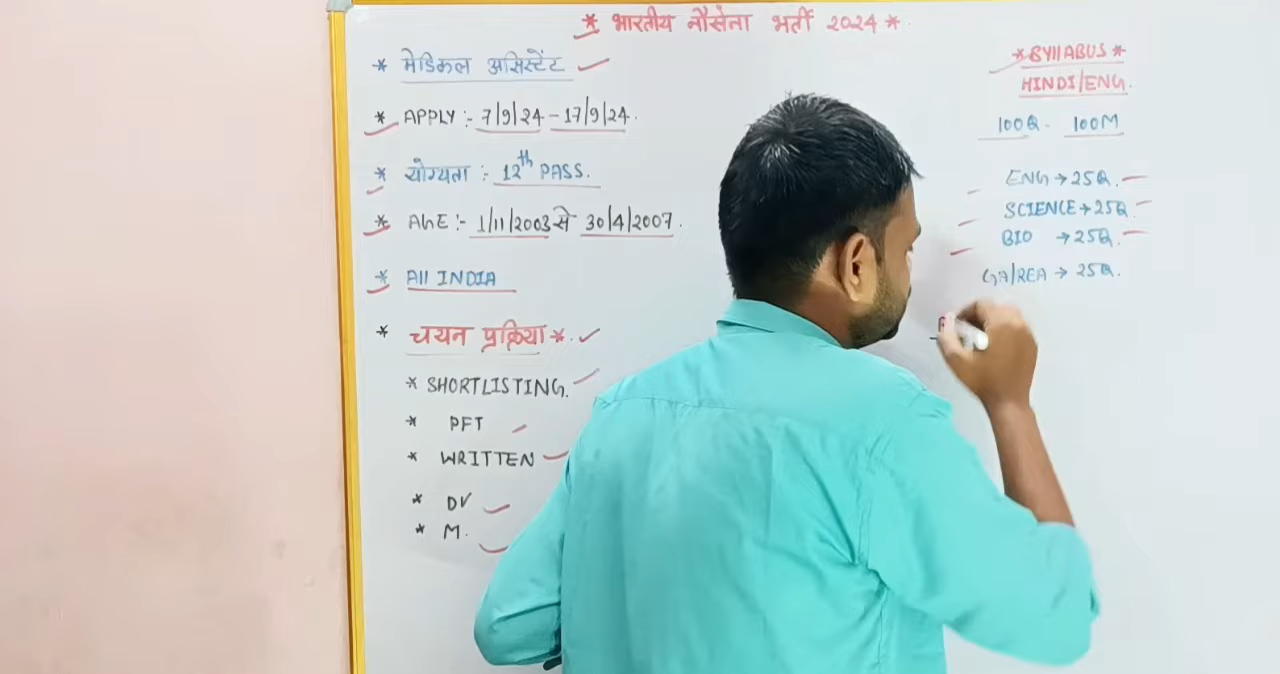 * भारतीय नौसेना भर्ती 2024 *
* मेडिकल असिस्टेंट
* APPLY :- 7/9/24 - 17/9/24.
* योग्यता :- 12th PASS.
* AGE :- 1/11/2003 से 30/4/2007.
* All INDIA
* चयन प्रक्रिया *.
* SHORTLISTING.
* PFT
* WRITTEN
* DV
* M.
* SYllABUS *
HINDI/ENG.
100Q - 100M
ENG → 25Q.
SCIENCE → 25Q.
BIO → 25Q.
GA/REA → 25Q.